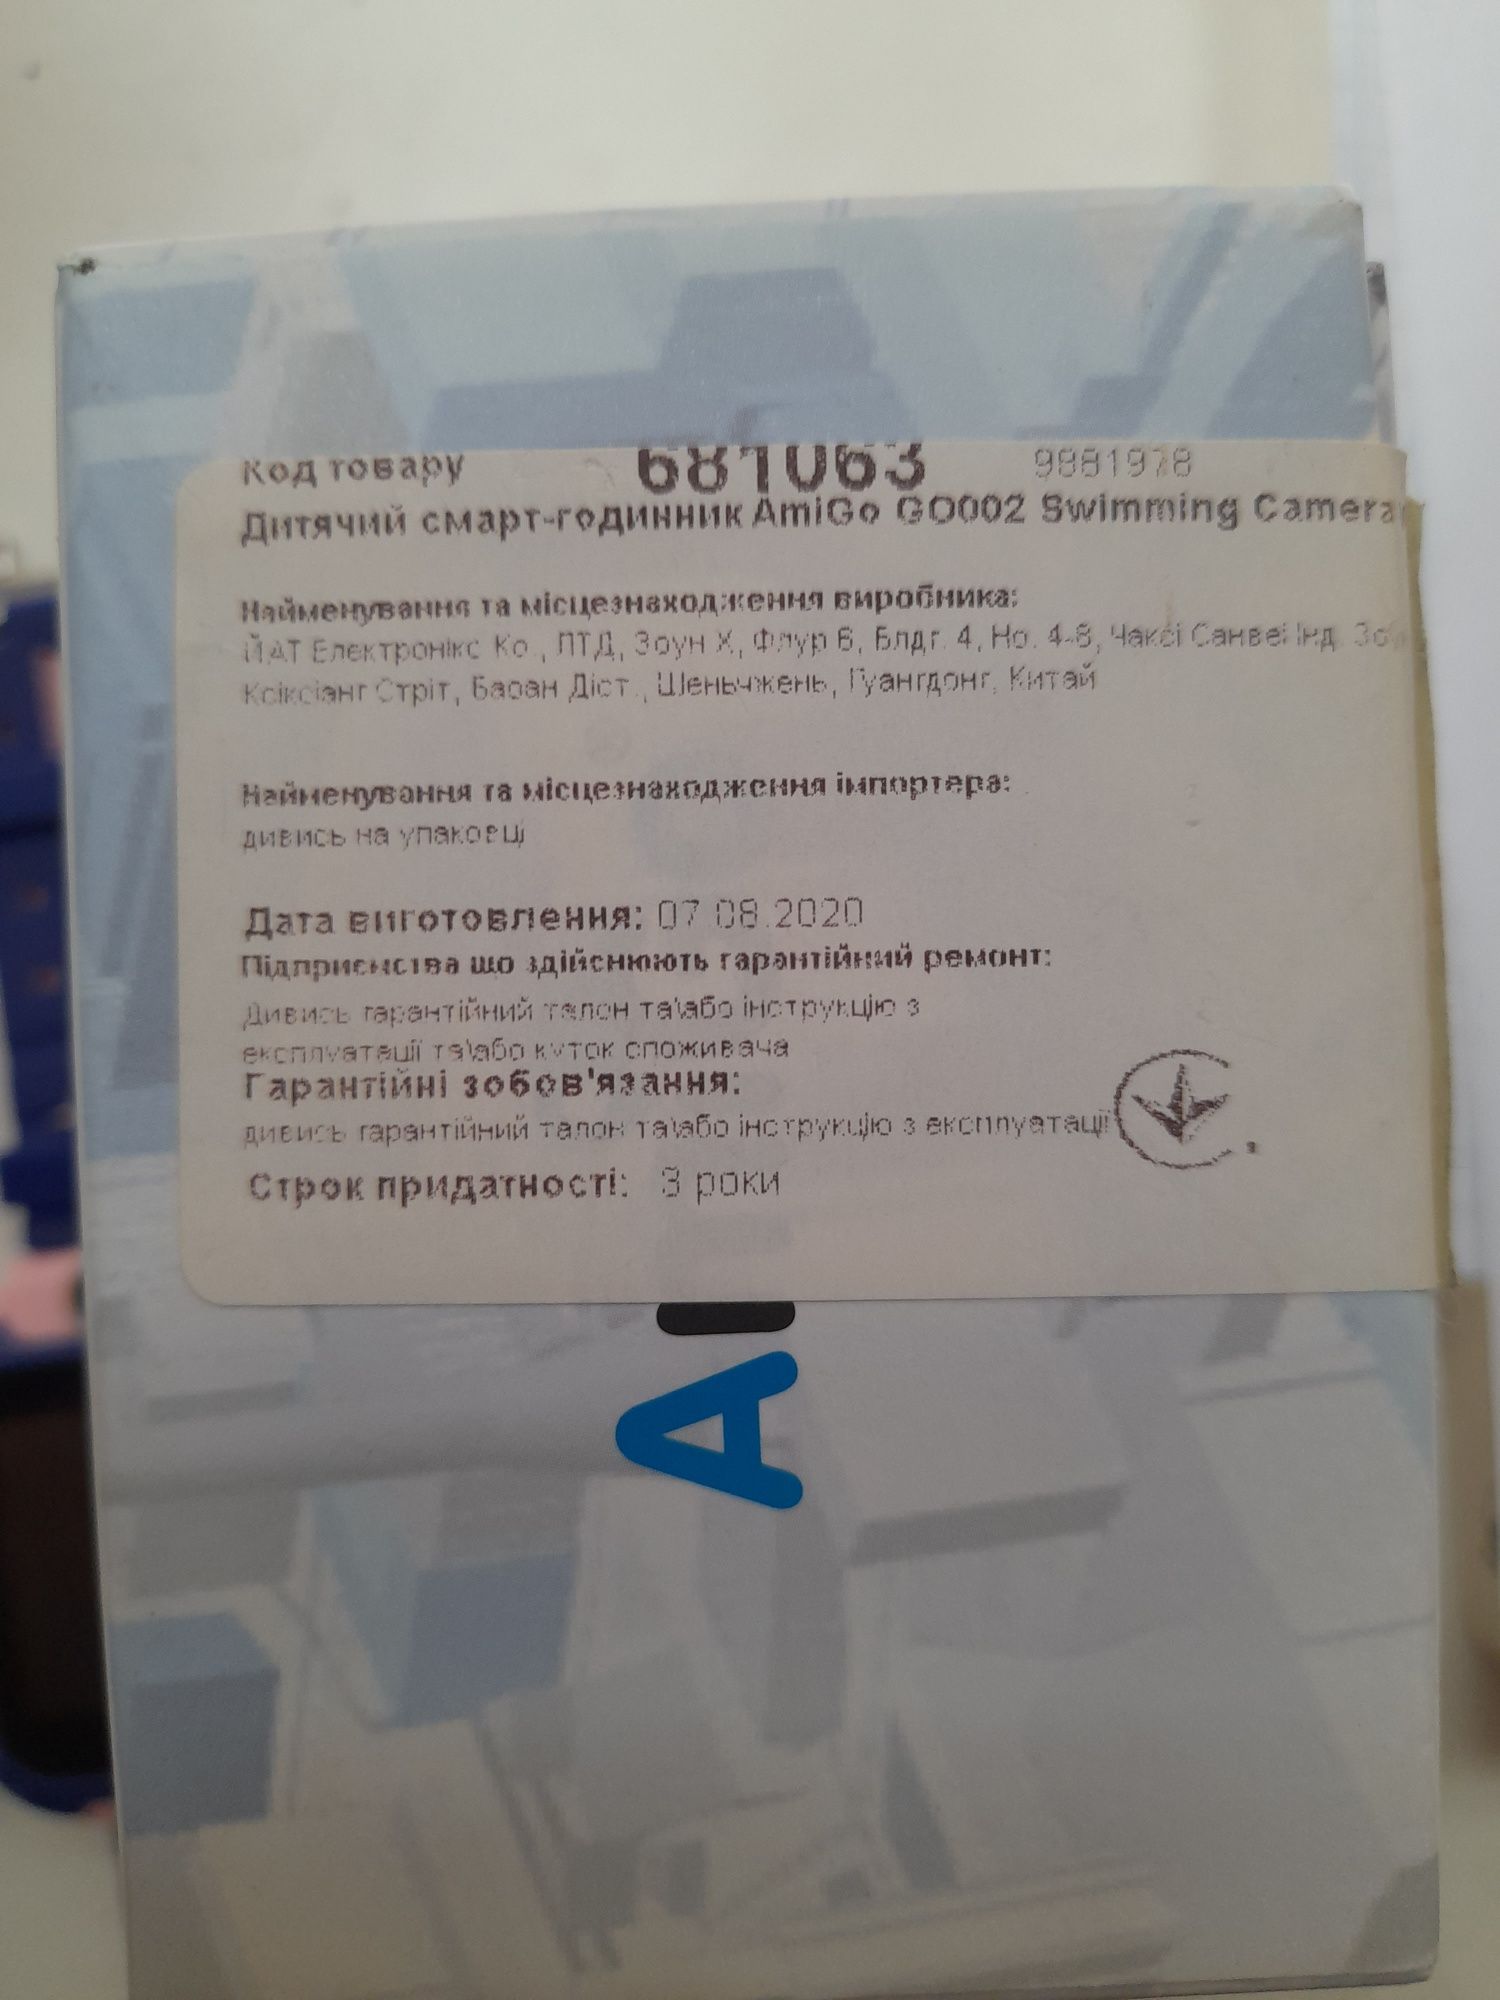 Код товару 681063 9881978
Дитячий смарт-годинник AmiGo GO002 Swimming Camera
Найменування та місцезнаходження виробника:
ЙАТ Електронікс Ко., ЛТД, Зоун Х, Флур 6, Блдг. 4, Но. 4-8, Чаксі Санвеі Інд.
Ксіксіанг Стріт, Баоан Діст., Шеньчжень, Гуангдонг, Китай
Найменування та місцезнаходження імпортера:
дивись на упаковці
Дата виготовлення: 07.08.2020
Підприємства що здійснюють гарантійний ремонт:
Дивись гарантійний талон та\або інструкцію з
експлуатації та\або куток споживача
Гарантійні зобов'язання:
дивись гарантійний талон та\або інструкцію з експлуатації
Строк придатності: 3 роки
A